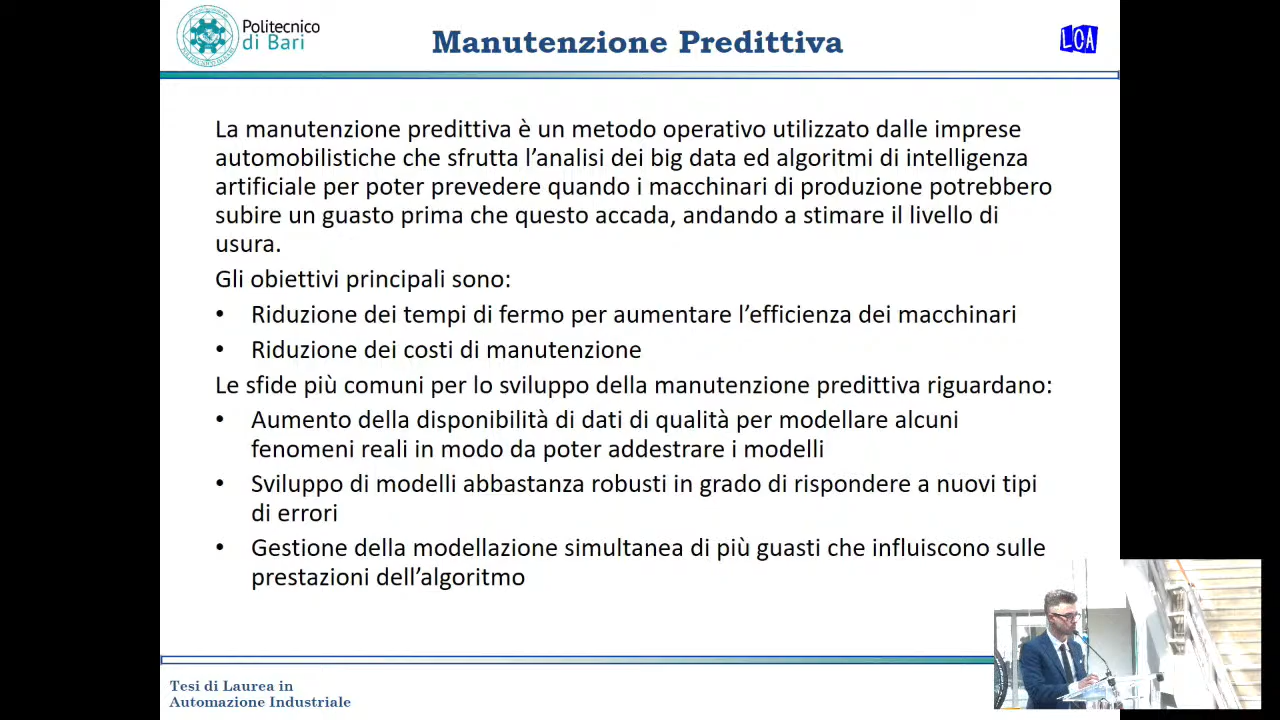 Politecnico
di Bari
Manutenzione Predittiva
LCA
La manutenzione predittiva è un metodo operativo utilizzato dalle imprese
automobilistiche che sfrutta l’analisi dei big data ed algoritmi di intelligenza
artificiale per poter prevedere quando i macchinari di produzione potrebbero
subire un guasto prima che questo accada, andando a stimare il livello di
usura.
Gli obiettivi principali sono:
• Riduzione dei tempi di fermo per aumentare l’efficienza dei macchinari
• Riduzione dei costi di manutenzione
Le sfide più comuni per lo sviluppo della manutenzione predittiva riguardano:
• Aumento della disponibilità di dati di qualità per modellare alcuni
fenomeni reali in modo da poter addestrare i modelli
• Sviluppo di modelli abbastanza robusti in grado di rispondere a nuovi tipi
di errori
• Gestione della modellazione simultanea di più guasti che influiscono sulle
prestazioni dell’algoritmo
Tesi di Laurea in
Automazione Industriale